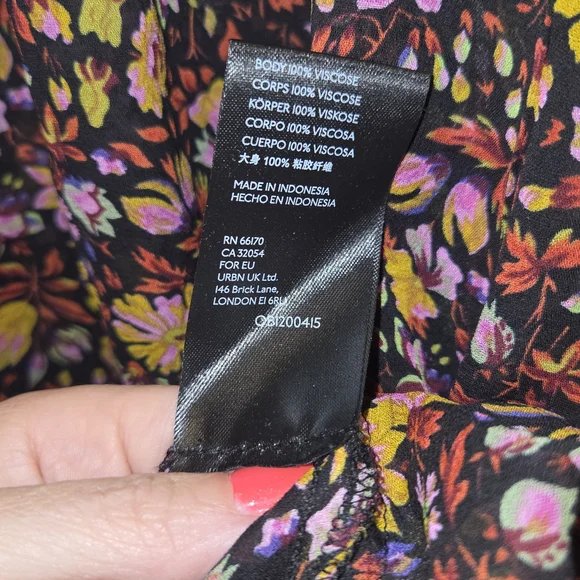 BODY 100% VISCOSE
CORPS 100% VISCOSE
KÖRPER 100% VISKOSE
CORPO 100% VISCOSA
CUERPO 100% VISCOSA
大身 100% 粘胶纤维
MADE IN INDONESIA
HECHO EN INDONESIA
RN 66170
CA 32054
FOR EU
URBN UK Ltd.
146 Brick Lane,
LONDON E1 6RU
OB1200415